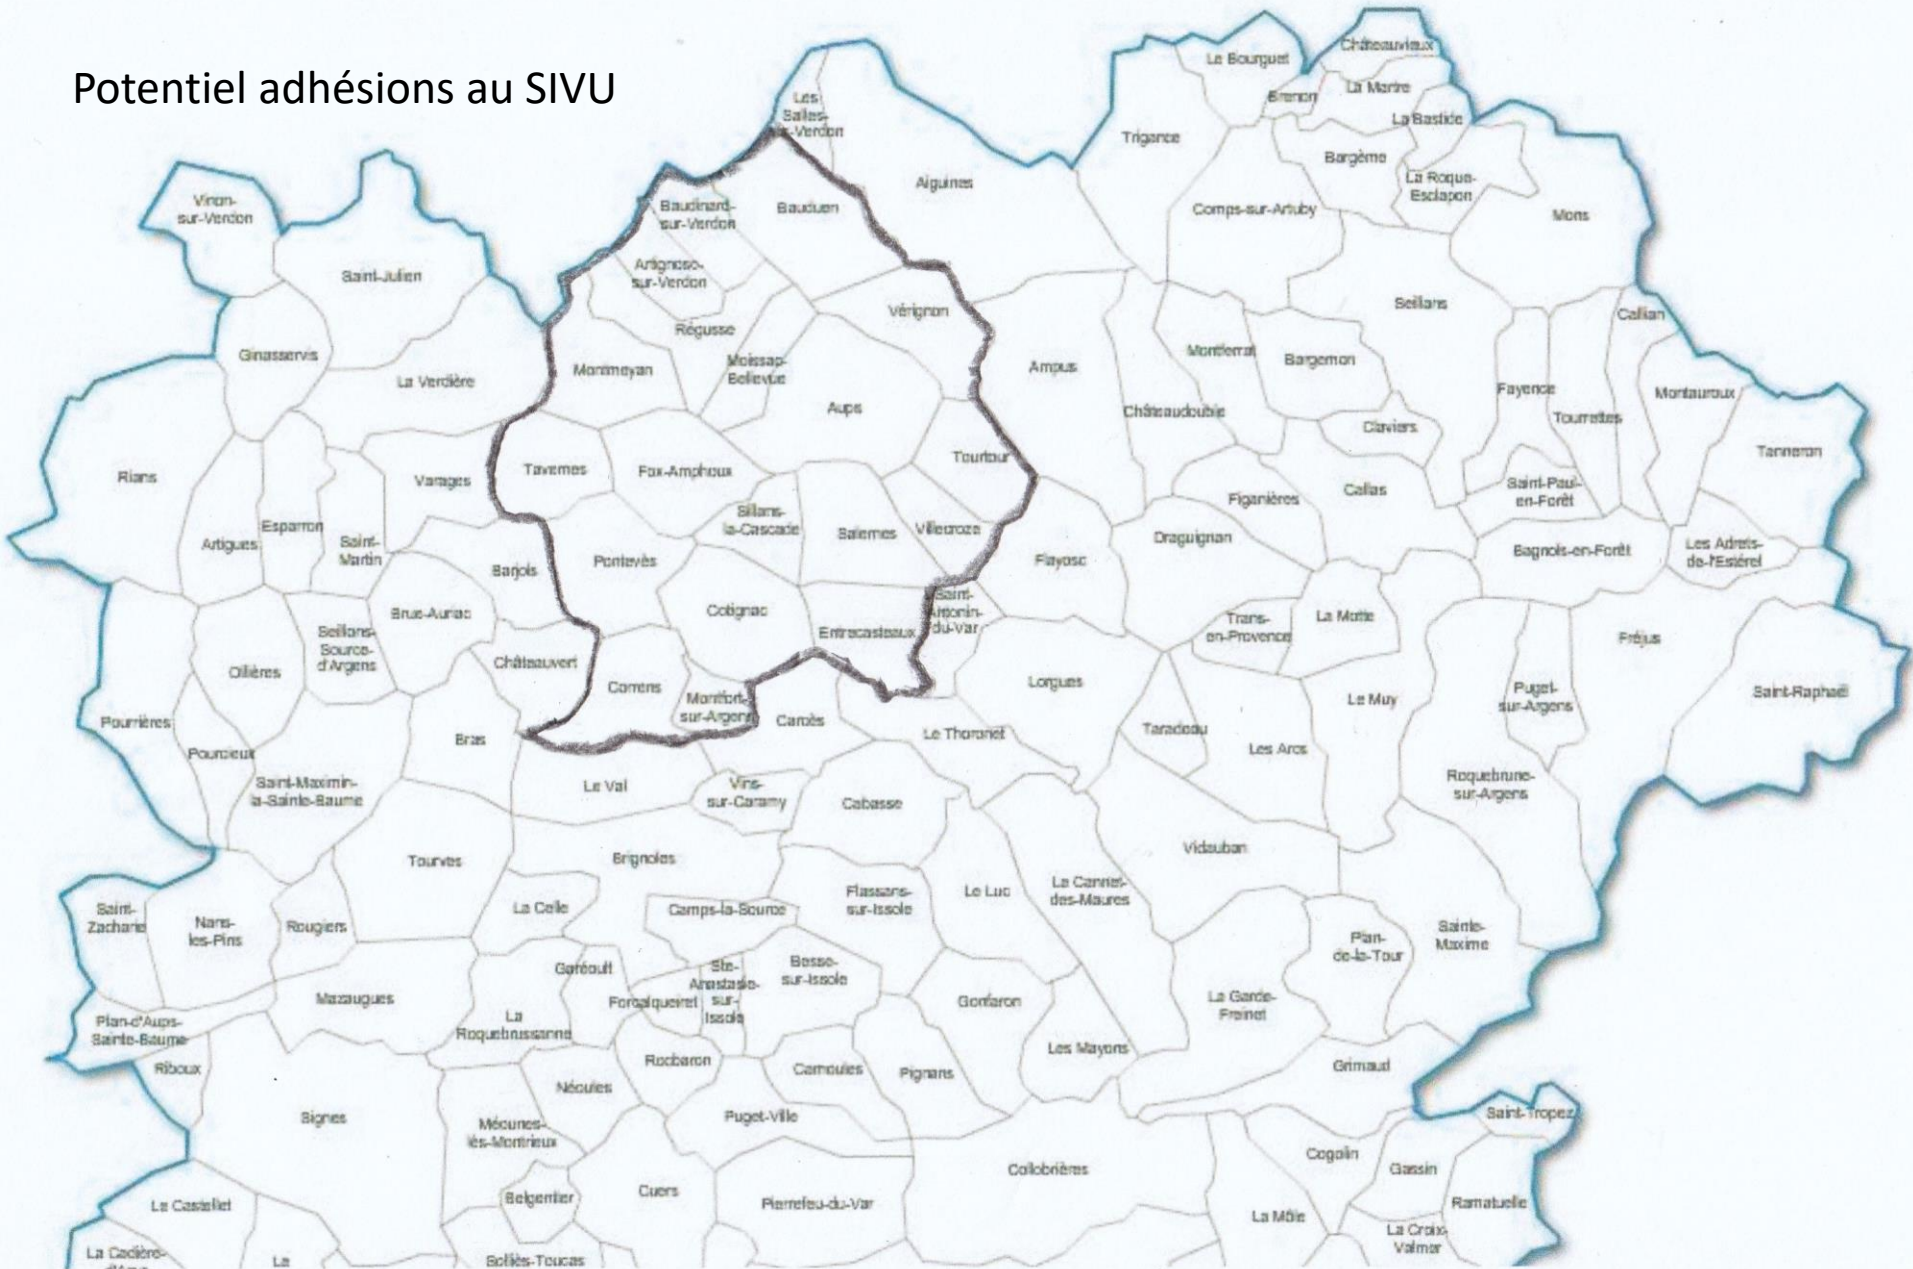 Potentiel adhésions au SIVU
Châteauvieux
Le Bourguet
La Martre
Brenon
Les
Salles-
sur-Verdon
La Bastide
Trigance
Bargème
Aiguines
La Roque-
Esclapon
Vinon-
sur-Verdon
Baudinard-
sur-Verdon
Bauduen
Comps-sur-Artuby
Mons
Saint-Julien
Artignosc-
sur-Verdon
Vérignon
Seillans
Callian
Régusse
Ginasservis
Montferrat
Bargemon
La Verdière
Montmeyan
Moissac-
Bellevue
Ampus
Fayence
Montauroux
Aups
Châteaudouble
Tourrettes
Claviers
Tavernes
Fox-Amphoux
Tourtour
Tanneron
Rians
Varages
Callas
Saint-Paul-
en-Forêt
Figanières
Sillans-
la-Cascade
Esparron
Artigues
Saint-
Martin
Salernes
Villecroze
Draguignan
Bagnols-en-Forêt
Les Adrets-
de-l'Estérel
Barjols
Pontevès
Flayosc
Brue-Auriac
Cotignac
Saint-
Antonin-
du-Var
Entrecasteaux
Trans-
en-Provence
La Motte
Fréjus
Seillons-
Source-
d'Argens
Châteauvert
Ollières
Correns
Montfort-
sur-Argens
Lorgues
Le Muy
Puget-
sur-Argens
Saint-Raphaël
Pourrières
Carcès
Bras
Le Thoronet
Taradeau
Les Arcs
Pourcieux
Saint-Maximin-
la-Sainte-Baume
Le Val
Vins-
sur-Caramy
Cabasse
Roquebrune-
sur-Argens
Tourves
Brignoles
Vidauban
Saint-
Zacharie
Nans-
les-Pins
Rougiers
La Celle
Camps-la-Source
Flassans-
sur-Issole
Le Luc
Le Cannet-
des-Maures
Plan-
de-la-Tour
Sainte-
Maxime
Garéoult
Ste-
Anastasie-
sur-
Issole
Besse-
sur-Issole
Mazaugues
Forcalqueiret
Gonfaron
La Garde-
Freinet
La
Roquebrussanne
Plan-d'Aups-
Sainte-Baume
Riboux
Rocbaron
Carnoules
Pignans
Les Mayons
Grimaud
Néoules
Signes
Méounes-
lès-Montrieux
Puget-Ville
Saint-Tropez
Cogolin
Gassin
Collobrières
Le Castellet
Belgentier
Cuers
Pierrefeu-du-Var
La Môle
Ramatuelle
La Croix-
Valmer
La Cadière-
d'Azur
La
Solliès-Toucas